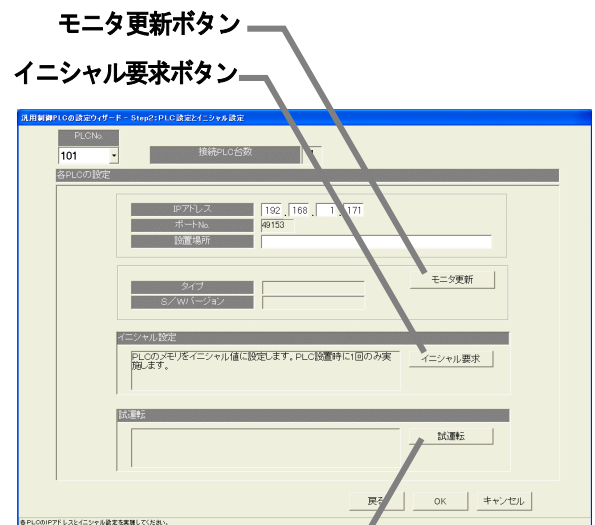 モニタ更新ボタン
イニシャル要求ボタン
汎用制御PLCの設定ウィザード - Step2:PLC設定とイニシャル設定
PLCNo.
101
接続PLC台数
各PLCの設定
IPアドレス 192 . 168 . 1 . 171
ポートNo. 49153
設置場所
タイプ
S/Wバージョン
モニタ更新
イニシャル設定
PLCのメモリをイニシャル値に設定します。PLC設置時に1回のみ実
施します。
イニシャル要求
試運転
試運転
戻る OK キャンセル
各PLCのIPアドレスとイニシャル設定を実施してください。